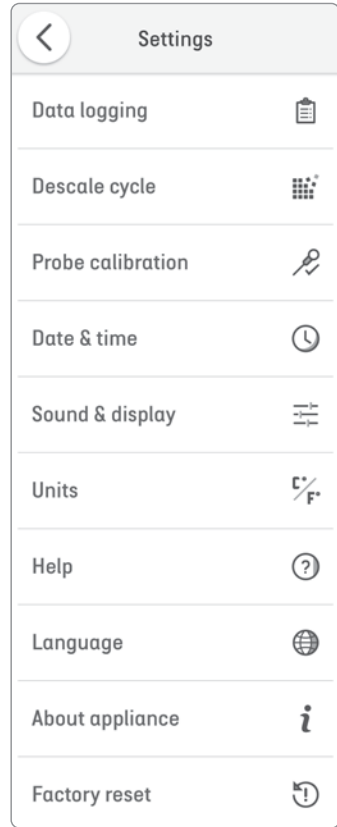 Settings
Data logging
Descale cycle
Probe calibration
Date & time
Sound & display
Units
C°/F°
Help
?
Language
About appliance
i
Factory reset
!